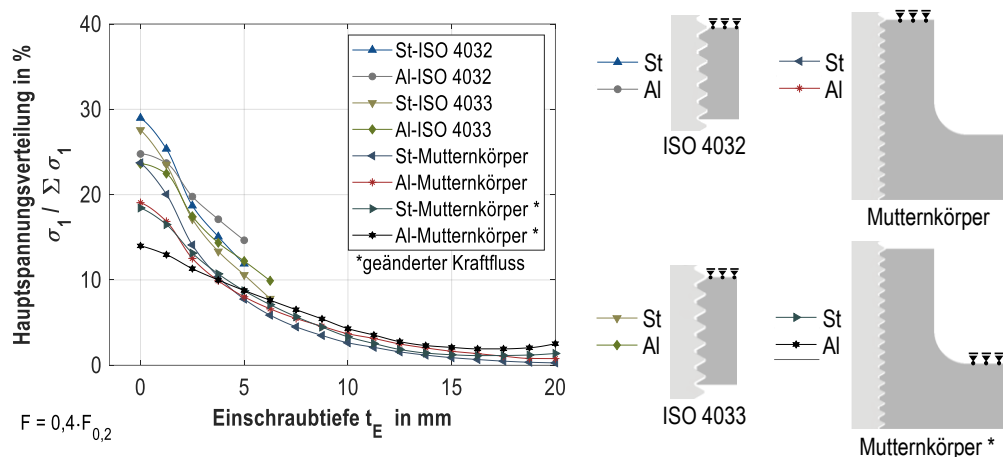 Hauptspannungsverteilung in %
σ1 / Σ σ1
40
30
20
10
0
0
5
10
15
20
Einschraubtiefe tE in mm
F = 0,4·F0,2
St-ISO 4032
Al-ISO 4032
St-ISO 4033
Al-ISO 4033
St-Mutternkörper
Al-Mutternkörper
St-Mutternkörper *
Al-Mutternkörper *
*geänderter Kraftfluss
St
Al
ISO 4032
St
Al
Mutternkörper
St
Al
ISO 4033
St
Al
Mutternkörper *